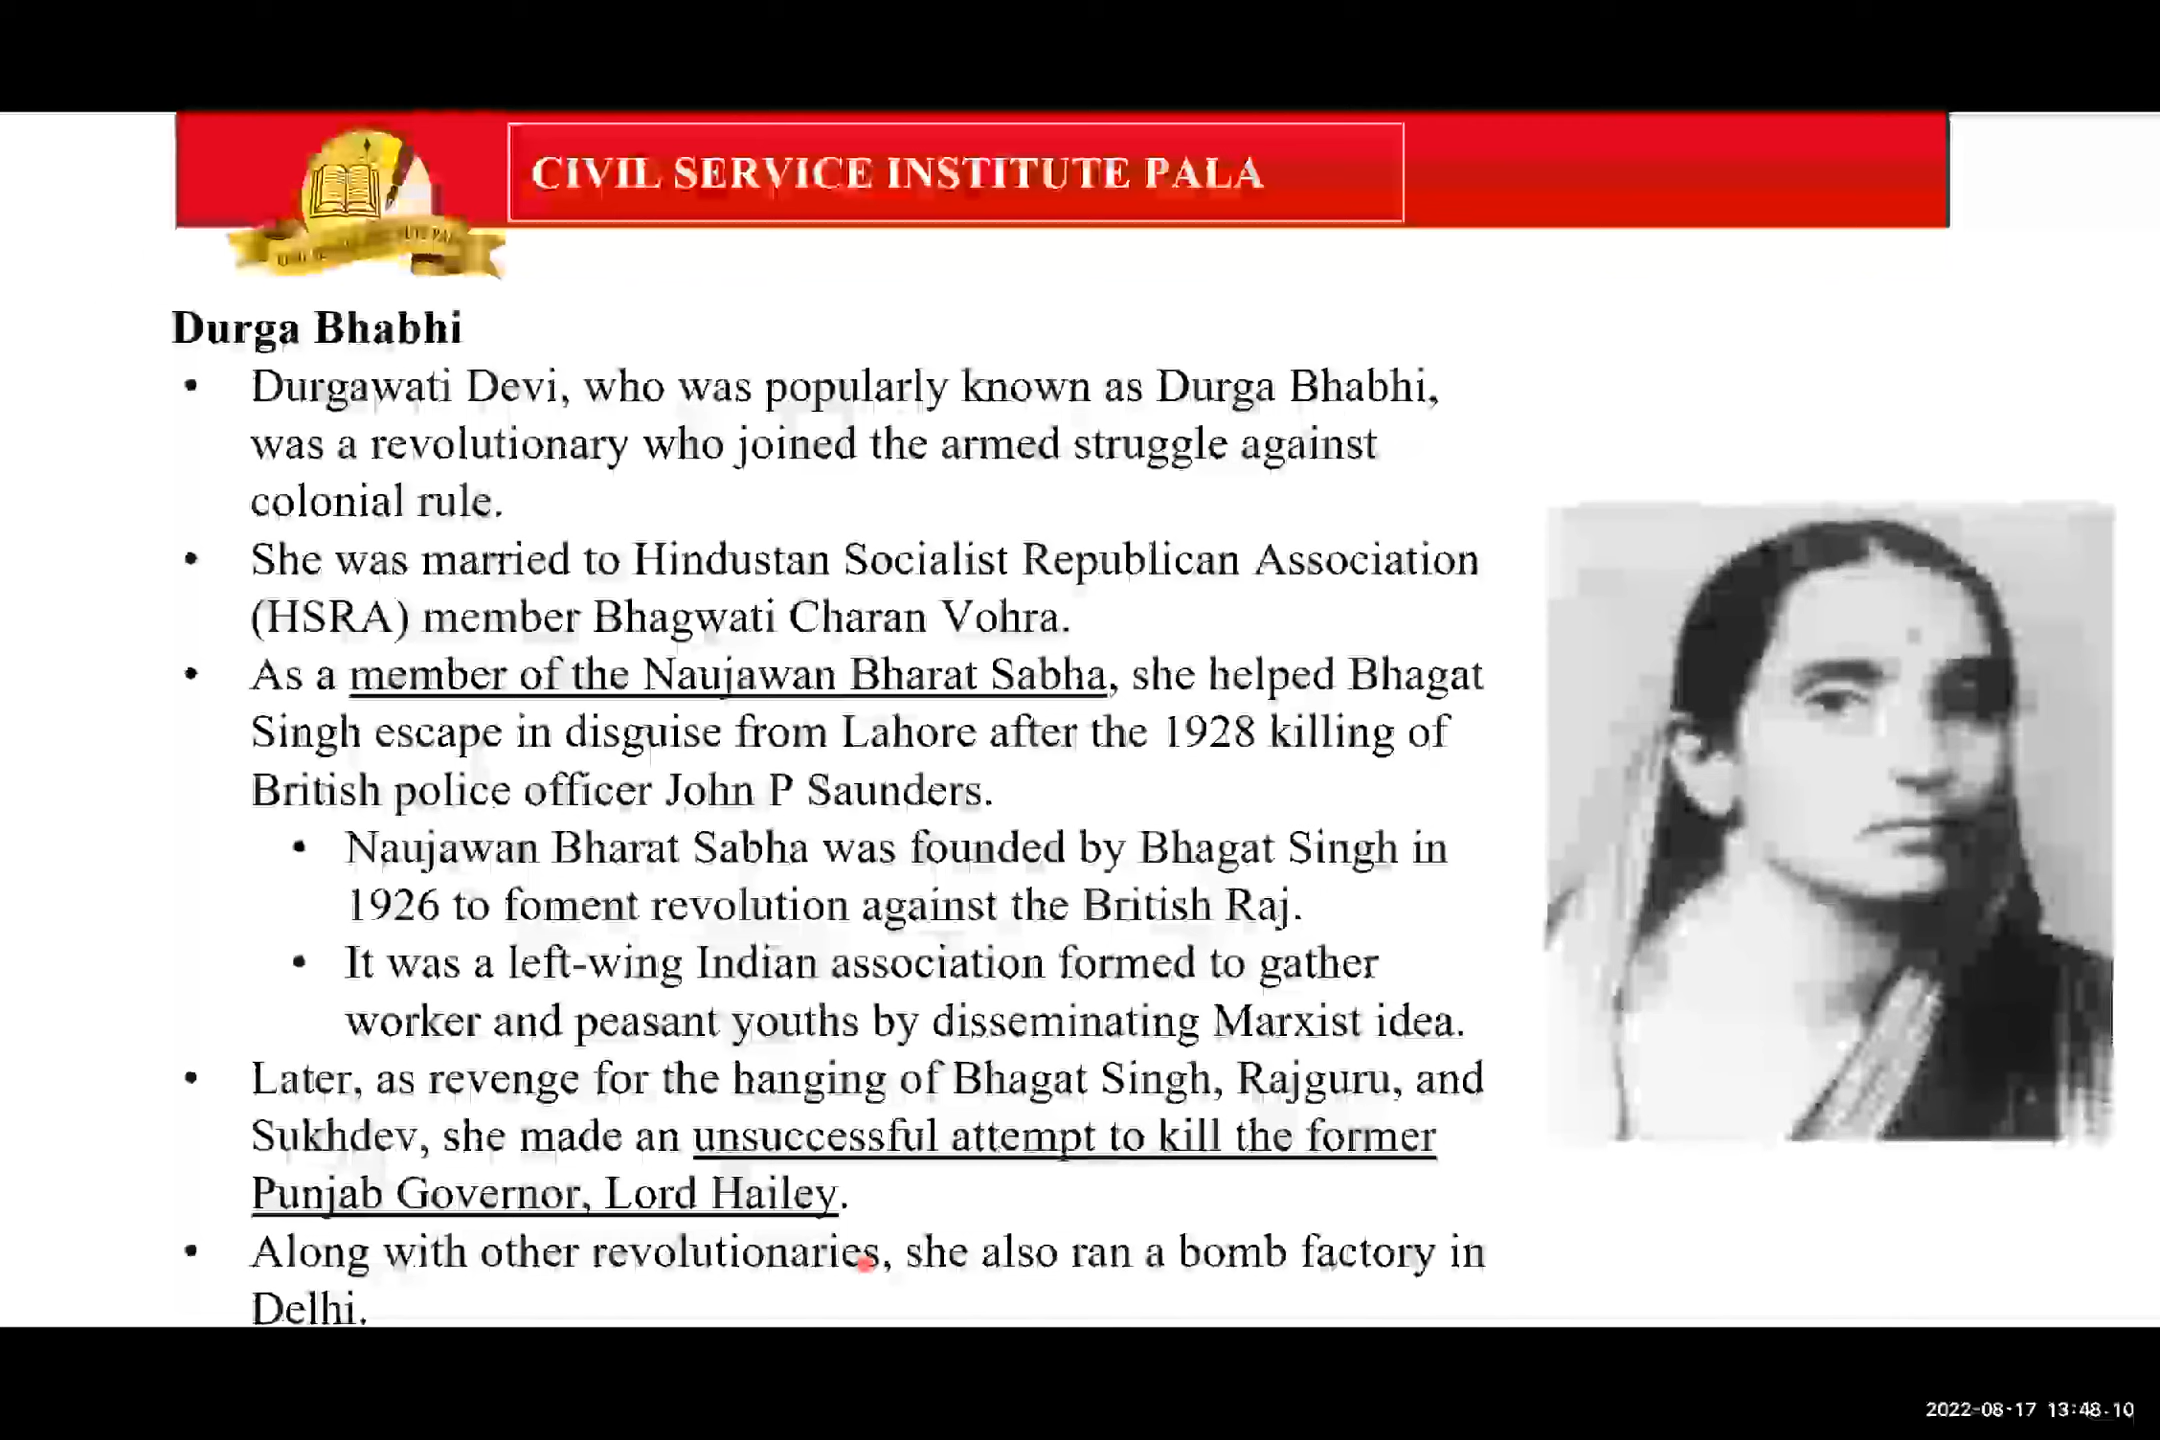 CIVIL SERVICE INSTITUTE PALA
Durga Bhabhi
• Durgawati Devi, who was popularly known as Durga Bhabhi,
was a revolutionary who joined the armed struggle against
colonial rule.
• She was married to Hindustan Socialist Republican Association
(HSRA) member Bhagwati Charan Vohra.
• As a member of the Naujawan Bharat Sabha, she helped Bhagat
Singh escape in disguise from Lahore after the 1928 killing of
British police officer John P Saunders.
• Naujawan Bharat Sabha was founded by Bhagat Singh in
1926 to foment revolution against the British Raj.
• It was a left-wing Indian association formed to gather
worker and peasant youths by disseminating Marxist idea.
• Later, as revenge for the hanging of Bhagat Singh, Rajguru, and
Sukhdev, she made an unsuccessful attempt to kill the former
Punjab Governor, Lord Hailey.
• Along with other revolutionaries, she also ran a bomb factory in
Delhi.
2022-08-17 13:48:10